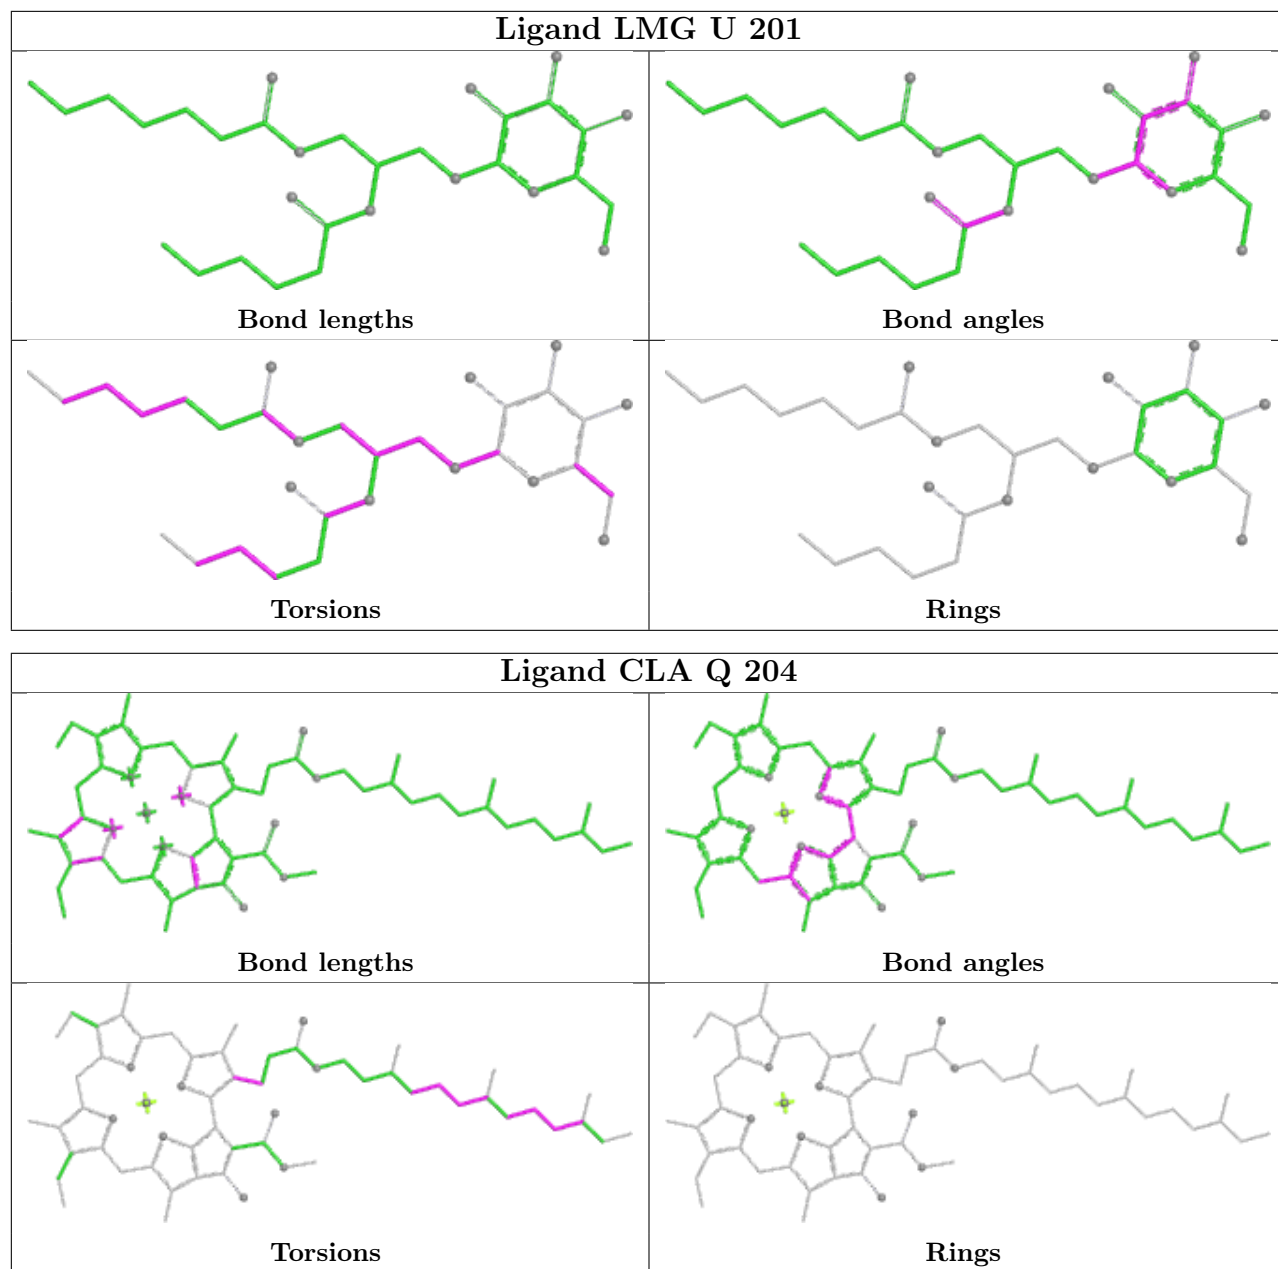 Ligand LMG U 201
Bond lengths
Bond angles
Torsions
Rings
Ligand CLA Q 204
Bond lengths
Bond angles
Torsions
Rings